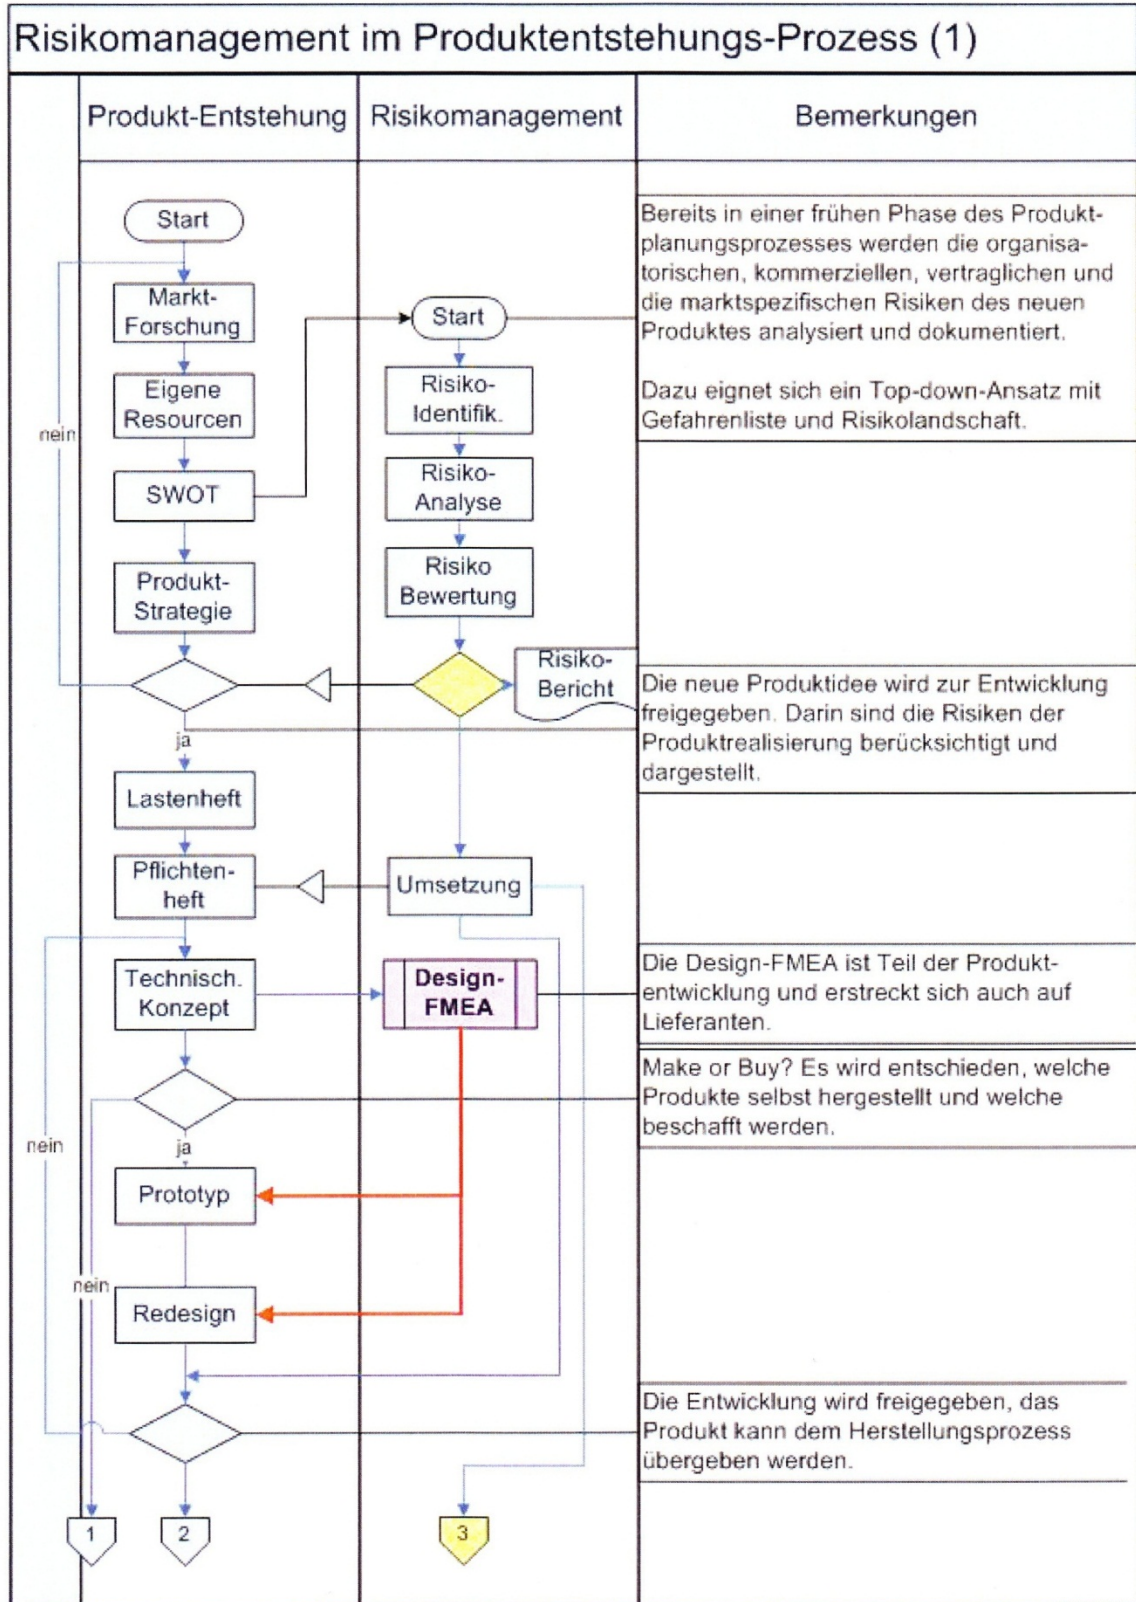 Risikomanagement im Produktentstehungs-Prozess (1)
Produkt-Entstehung
Risikomanagement
Bemerkungen
Start
Markt-
Forschung
Eigene
Resourcen
nein
SWOT
Produkt-
Strategie
ja
Lastenheft
Pflichten-
heft
Technisch.
Konzept
nein
ja
Prototyp
nein
Redesign
1
2
Start
Risiko-
Identifik.
Risiko-
Analyse
Risiko
Bewertung
Risiko-
Bericht
Umsetzung
Design-
FMEA
3
Bereits in einer frühen Phase des Produkt-
planungsprozesses werden die organisa-
torischen, kommerziellen, vertraglichen und
die marktspezifischen Risiken des neuen
Produktes analysiert und dokumentiert.
Dazu eignet sich ein Top-down-Ansatz mit
Gefahrenliste und Risikolandschaft.
Die neue Produktidee wird zur Entwicklung
freigegeben. Darin sind die Risiken der
Produktrealisierung berücksichtigt und
dargestellt.
Die Design-FMEA ist Teil der Produkt-
entwicklung und erstreckt sich auch auf
Lieferanten.
Make or Buy? Es wird entschieden, welche
Produkte selbst hergestellt und welche
beschafft werden.
Die Entwicklung wird freigegeben, das
Produkt kann dem Herstellungsprozess
übergeben werden.